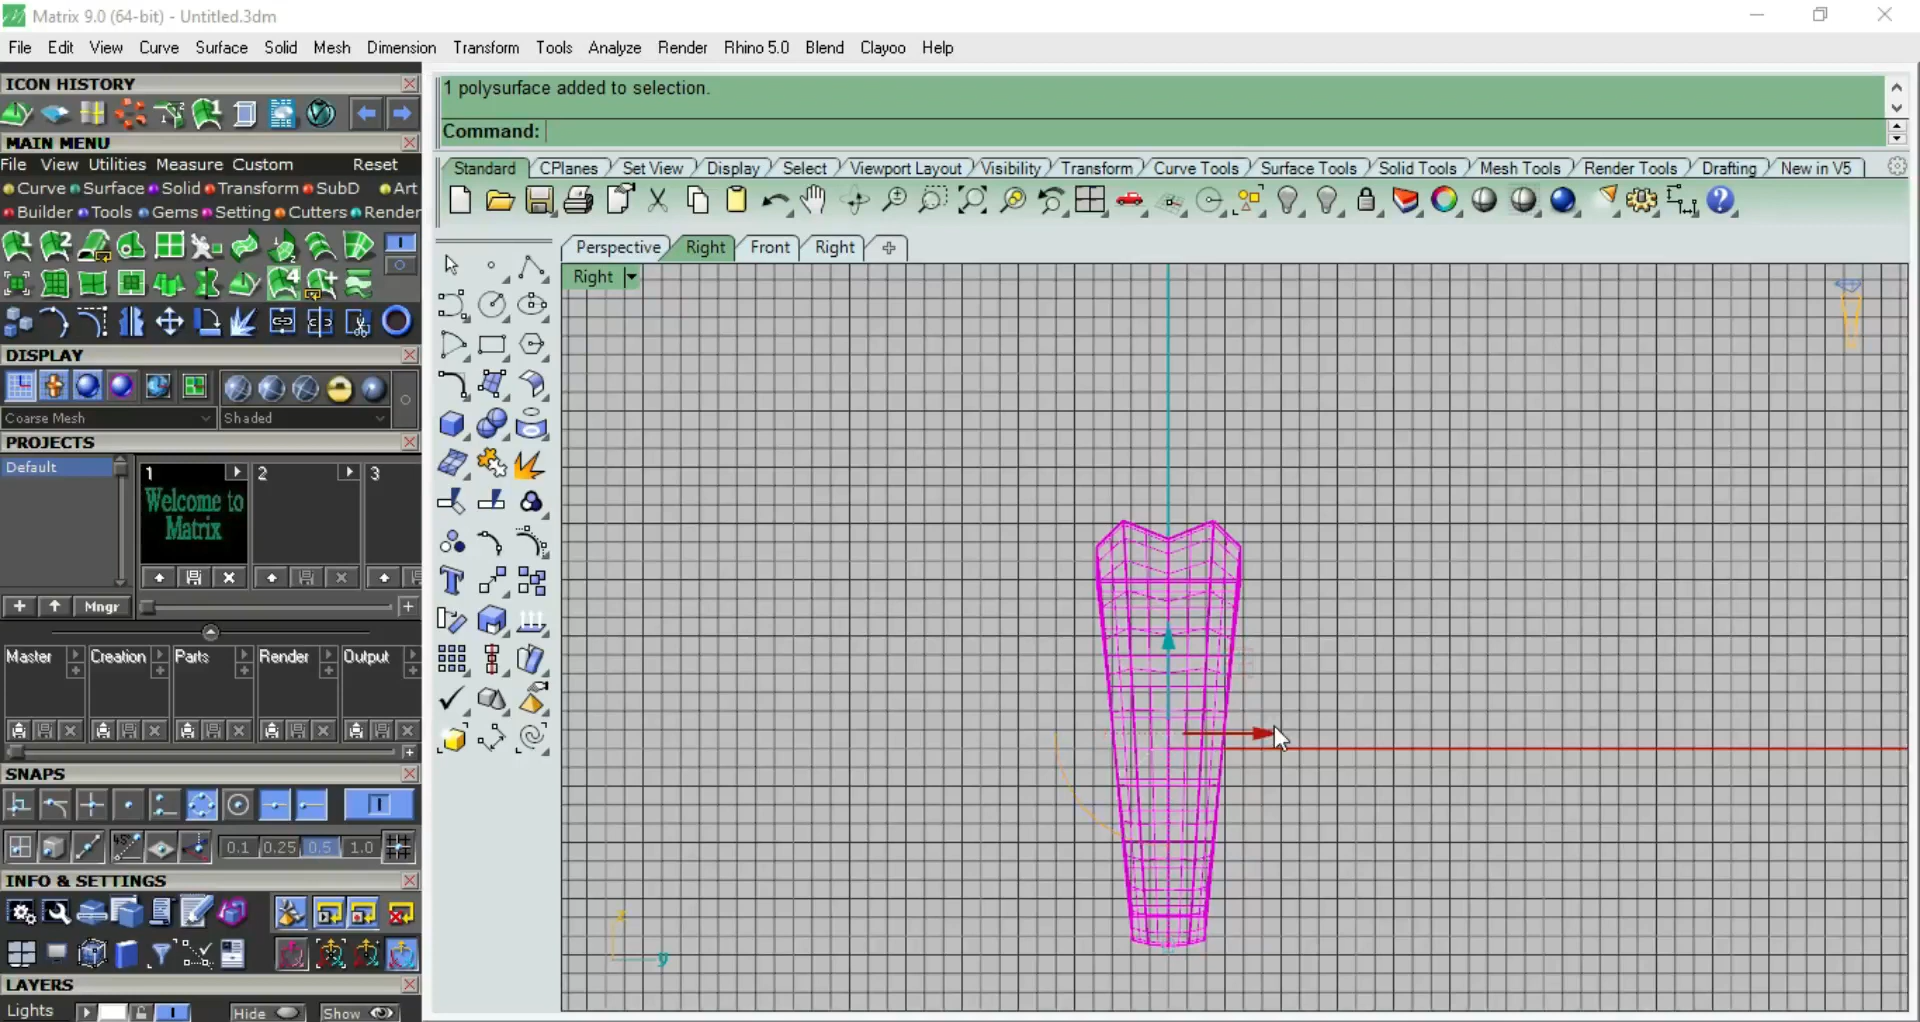 Matrix 9.0 (64-bit) - Untitled.3dm
File Edit View Curve Surface Solid Mesh Dimension Transform Tools Analyze Render Rhino 5.0 Blend Clayoo Help
ICON HISTORY
1 polysurface added to selection.
Command:
MAIN MENU
File View Utilities Measure Custom Reset
Curve Surface Solid Transform SubD Art
Builder Tools Gems Setting Cutters Render
Standard CPlanes Set View Display Select Viewport Layout Visibility Transform Curve Tools Surface Tools Solid Tools Mesh Tools Render Tools Drafting New in V5
1 2
4
Perspective Right Front Right
Right
DISPLAY
Coarse Mesh Shaded
PROJECTS
Default
1 2 3
Welcome to
Matrix
Mngr
Master Creation Parts Render Output
SNAPS
0.1 0.25 0.5 1.0
INFO & SETTINGS
y
LAYERS
Lights Hide Show